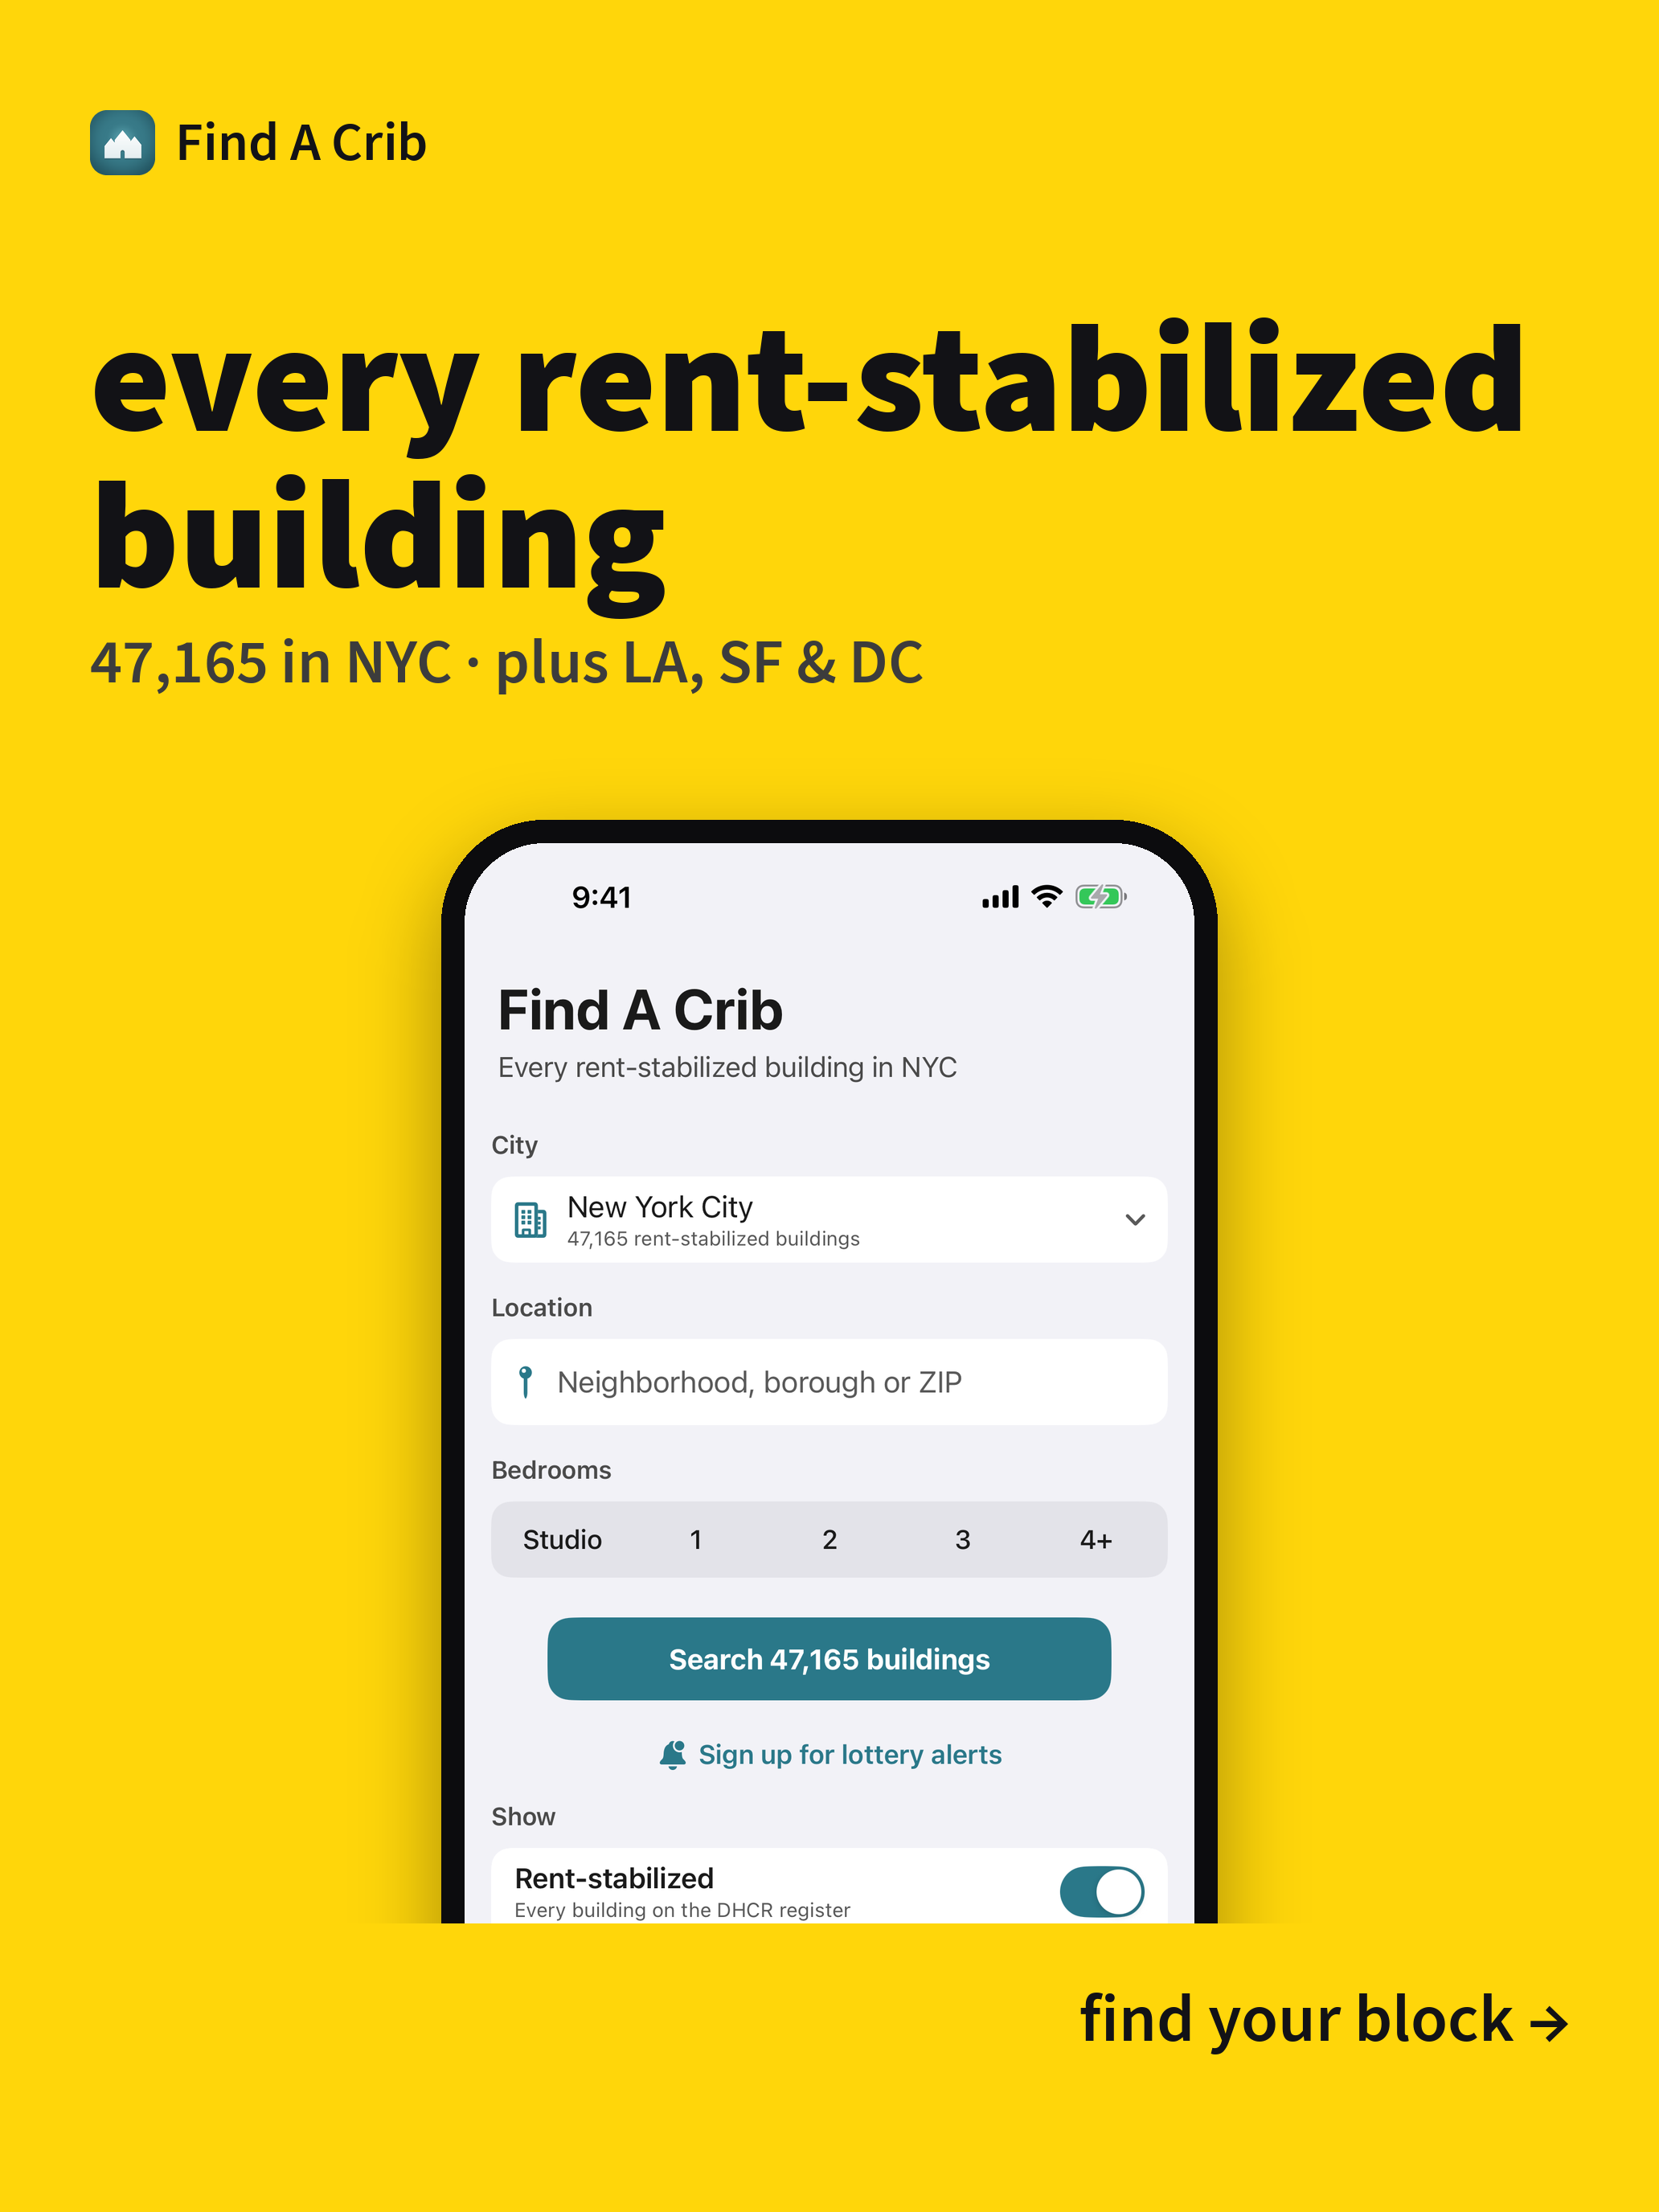 Find A Crib
every rent-stabilized
building
47,165 in NYC · plus LA, SF & DC
9:41
Find A Crib
Every rent-stabilized building in NYC
City
New York City
47,165 rent-stabilized buildings
Location
Neighborhood, borough or ZIP
Bedrooms
Studio 1 2 3 4+
Search 47,165 buildings
Sign up for lottery alerts
Show
Rent-stabilized
Every building on the DHCR register
find your block →